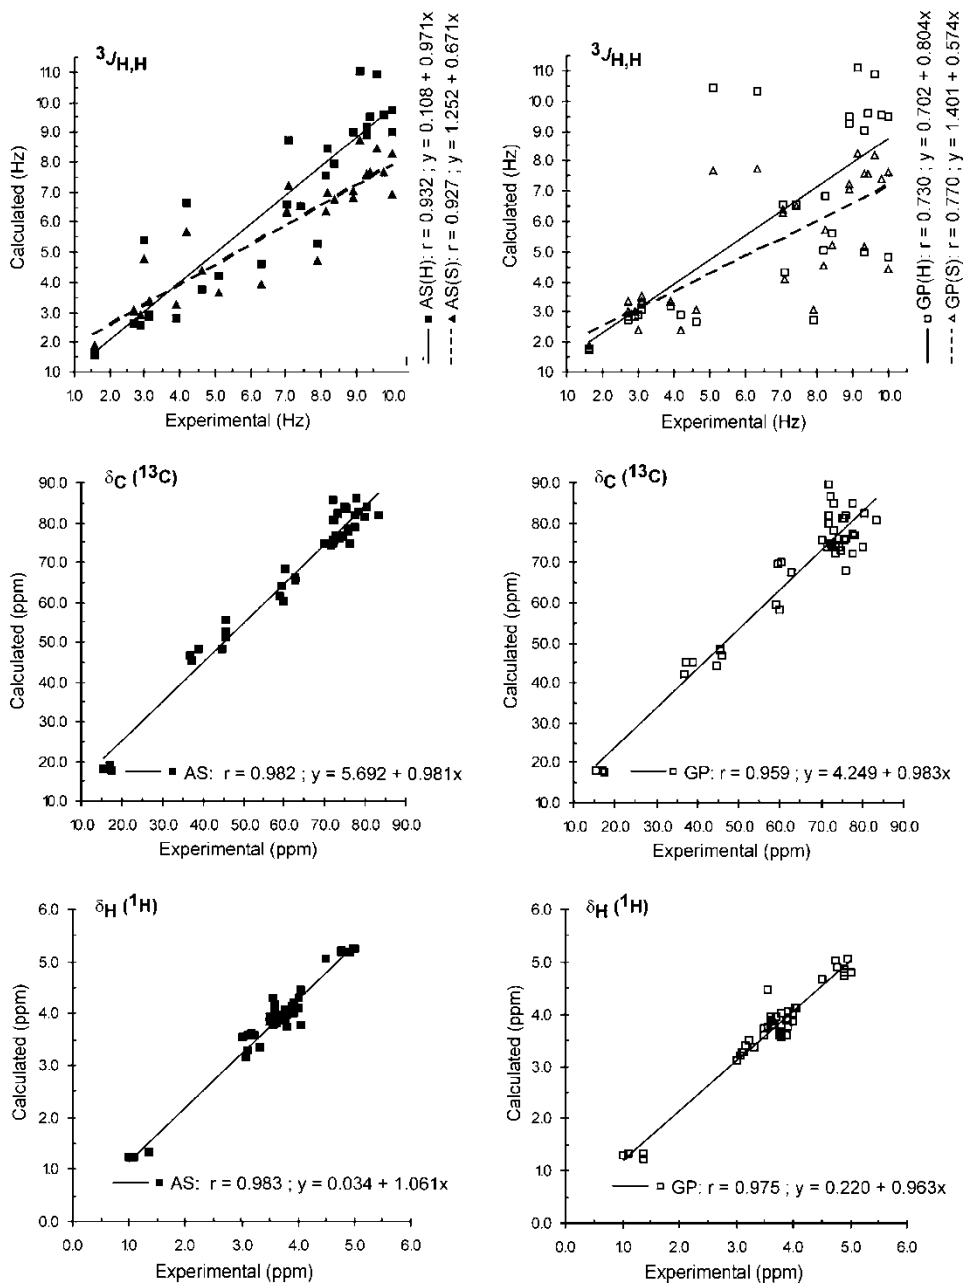 ³J H,H
Calculated (Hz)
11.0
10.0
9.0
8.0
7.0
6.0
5.0
4.0
3.0
2.0
1.0
1.0 2.0 3.0 4.0 5.0 6.0 7.0 8.0 9.0 10.0
Experimental (Hz)
AS(H): r = 0.932 ; y = 0.108 + 0.971x
AS(S): r = 0.927 ; y = 1.252 + 0.671x
³J H,H
Calculated (Hz)
11.0
10.0
9.0
8.0
7.0
6.0
5.0
4.0
3.0
2.0
1.0
1.0 2.0 3.0 4.0 5.0 6.0 7.0 8.0 9.0 10.0
Experimental (Hz)
GP(H): r = 0.730 ; y = 0.702 + 0.804x
GP(S): r = 0.770 ; y = 1.401 + 0.574x
δC (¹³C)
Calculated (ppm)
90.0
80.0
70.0
60.0
50.0
40.0
30.0
20.0
10.0
AS: r = 0.982 ; y = 5.692 + 0.981x
10.0 20.0 30.0 40.0 50.0 60.0 70.0 80.0 90.0
Experimental (ppm)
δC (¹³C)
Calculated (ppm)
90.0
80.0
70.0
60.0
50.0
40.0
30.0
20.0
10.0
GP: r = 0.959 ; y = 4.249 + 0.983x
10.0 20.0 30.0 40.0 50.0 60.0 70.0 80.0 90.0
Experimental (ppm)
δH (¹H)
Calculated (ppm)
6.0
5.0
4.0
3.0
2.0
1.0
0.0
AS: r = 0.983 ; y = 0.034 + 1.061x
0.0 1.0 2.0 3.0 4.0 5.0 6.0
Experimental (ppm)
δH (¹H)
Calculated (ppm)
6.0
5.0
4.0
3.0
2.0
1.0
0.0
GP: r = 0.975 ; y = 0.220 + 0.963x
0.0 1.0 2.0 3.0 4.0 5.0 6.0
Experimental (ppm)